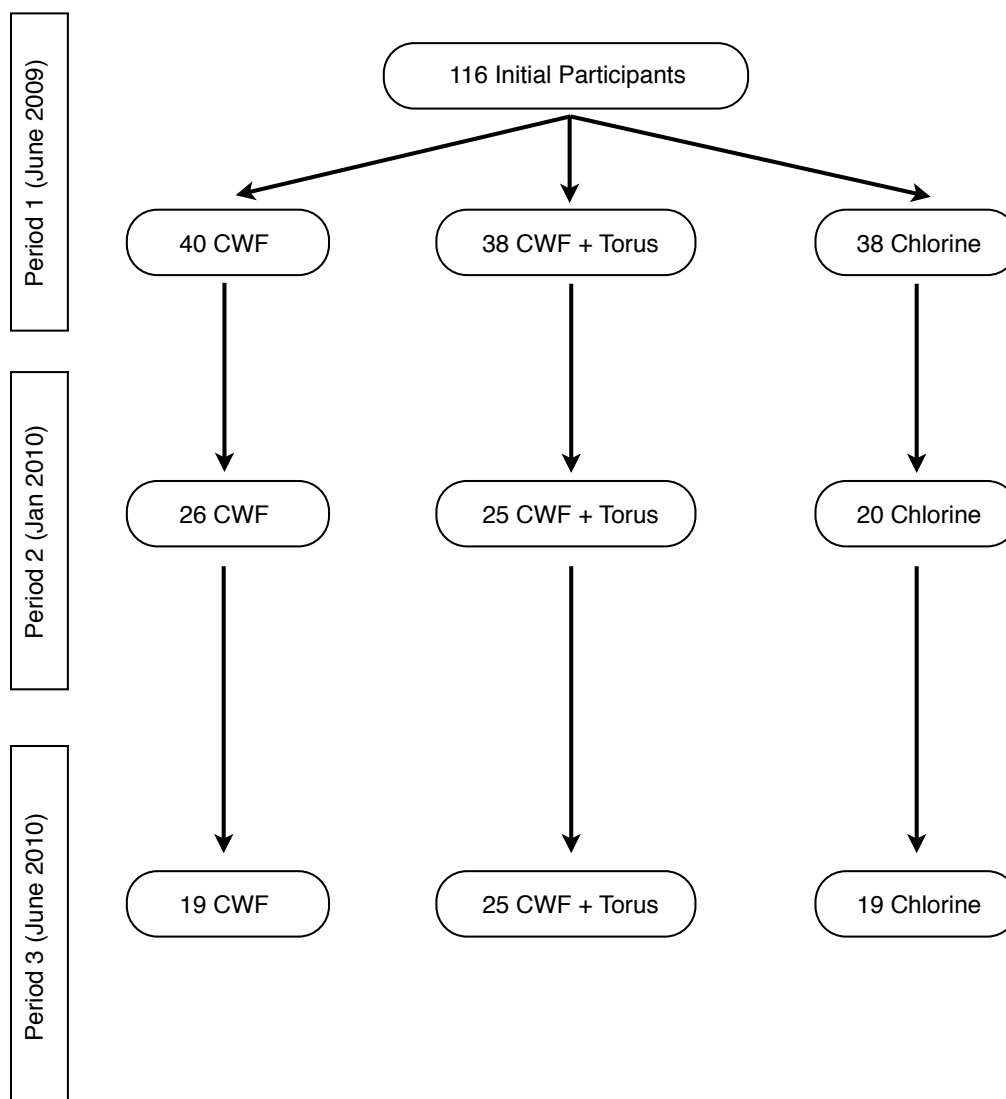 Period 1 (June 2009)
116 Initial Participants
40 CWF
38 CWF + Torus
38 Chlorine
Period 2 (Jan 2010)
26 CWF
25 CWF + Torus
20 Chlorine
Period 3 (June 2010)
19 CWF
25 CWF + Torus
19 Chlorine